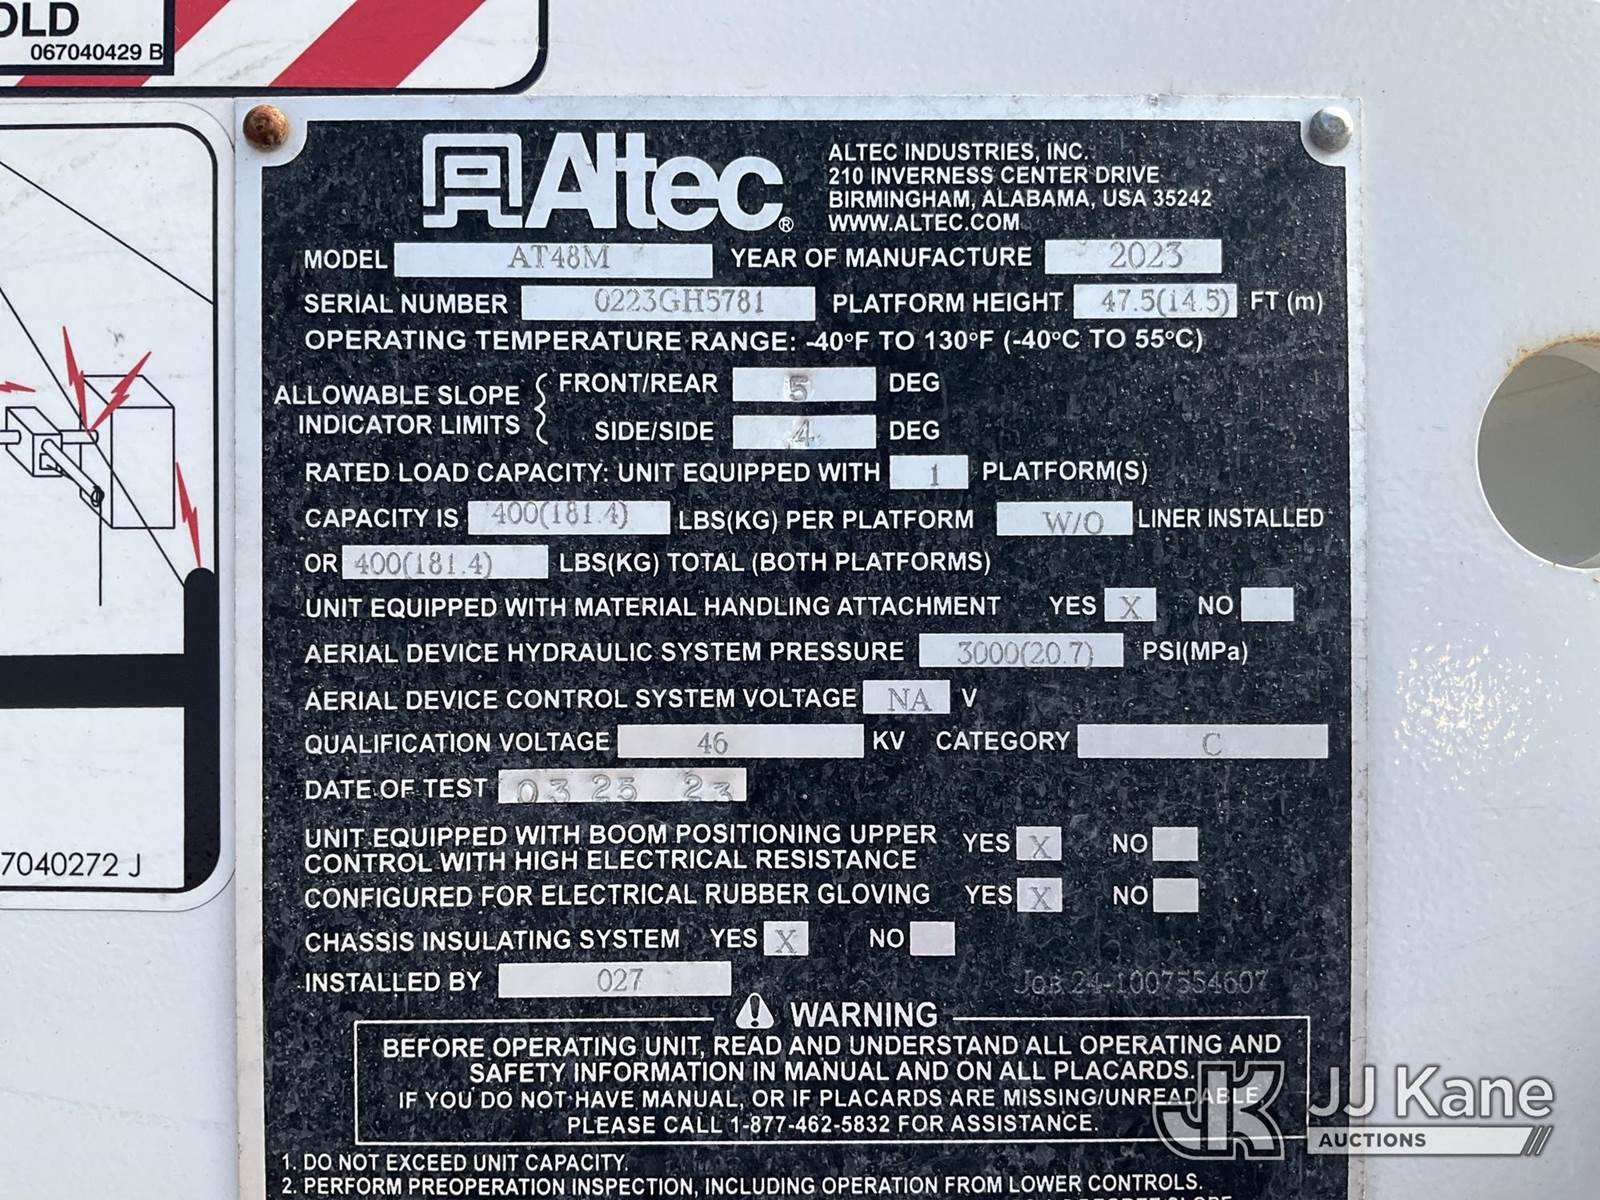 OLD
067040429 B
7040272 J
Altec®
ALTEC INDUSTRIES, INC.
210 INVERNESS CENTER DRIVE
BIRMINGHAM, ALABAMA, USA 35242
WWW.ALTEC.COM
MODEL AT48M YEAR OF MANUFACTURE 2023
SERIAL NUMBER 0223GH5781 PLATFORM HEIGHT 47.5(14.5) FT (m)
OPERATING TEMPERATURE RANGE: -40°F TO 130°F (-40°C TO 55°C)
ALLOWABLE SLOPE INDICATOR LIMITS { FRONT/REAR 5 DEG
SIDE/SIDE 4 DEG
RATED LOAD CAPACITY: UNIT EQUIPPED WITH 1 PLATFORM(S)
CAPACITY IS 400(181.4) LBS(KG) PER PLATFORM W/O LINER INSTALLED
OR 400(181.4) LBS(KG) TOTAL (BOTH PLATFORMS)
UNIT EQUIPPED WITH MATERIAL HANDLING ATTACHMENT YES X NO
AERIAL DEVICE HYDRAULIC SYSTEM PRESSURE 3000(20.7) PSI(MPa)
AERIAL DEVICE CONTROL SYSTEM VOLTAGE NA V
QUALIFICATION VOLTAGE 46 KV CATEGORY C
DATE OF TEST 03 25 23
UNIT EQUIPPED WITH BOOM POSITIONING UPPER
CONTROL WITH HIGH ELECTRICAL RESISTANCE YES X NO
CONFIGURED FOR ELECTRICAL RUBBER GLOVING YES X NO
CHASSIS INSULATING SYSTEM YES X NO
INSTALLED BY 027 JOB 24-1007554607
WARNING
BEFORE OPERATING UNIT, READ AND UNDERSTAND ALL OPERATING AND
SAFETY INFORMATION IN MANUAL AND ON ALL PLACARDS.
IF YOU DO NOT HAVE MANUAL, OR IF PLACARDS ARE MISSING/UNREADABLE,
PLEASE CALL 1-877-462-5832 FOR ASSISTANCE.
1. DO NOT EXCEED UNIT CAPACITY.
2. PERFORM PREOPERATION INSPECTION, INCLUDING OPERATION FROM LOWER CONTROLS.
JK JJ Kane
AUCTIONS